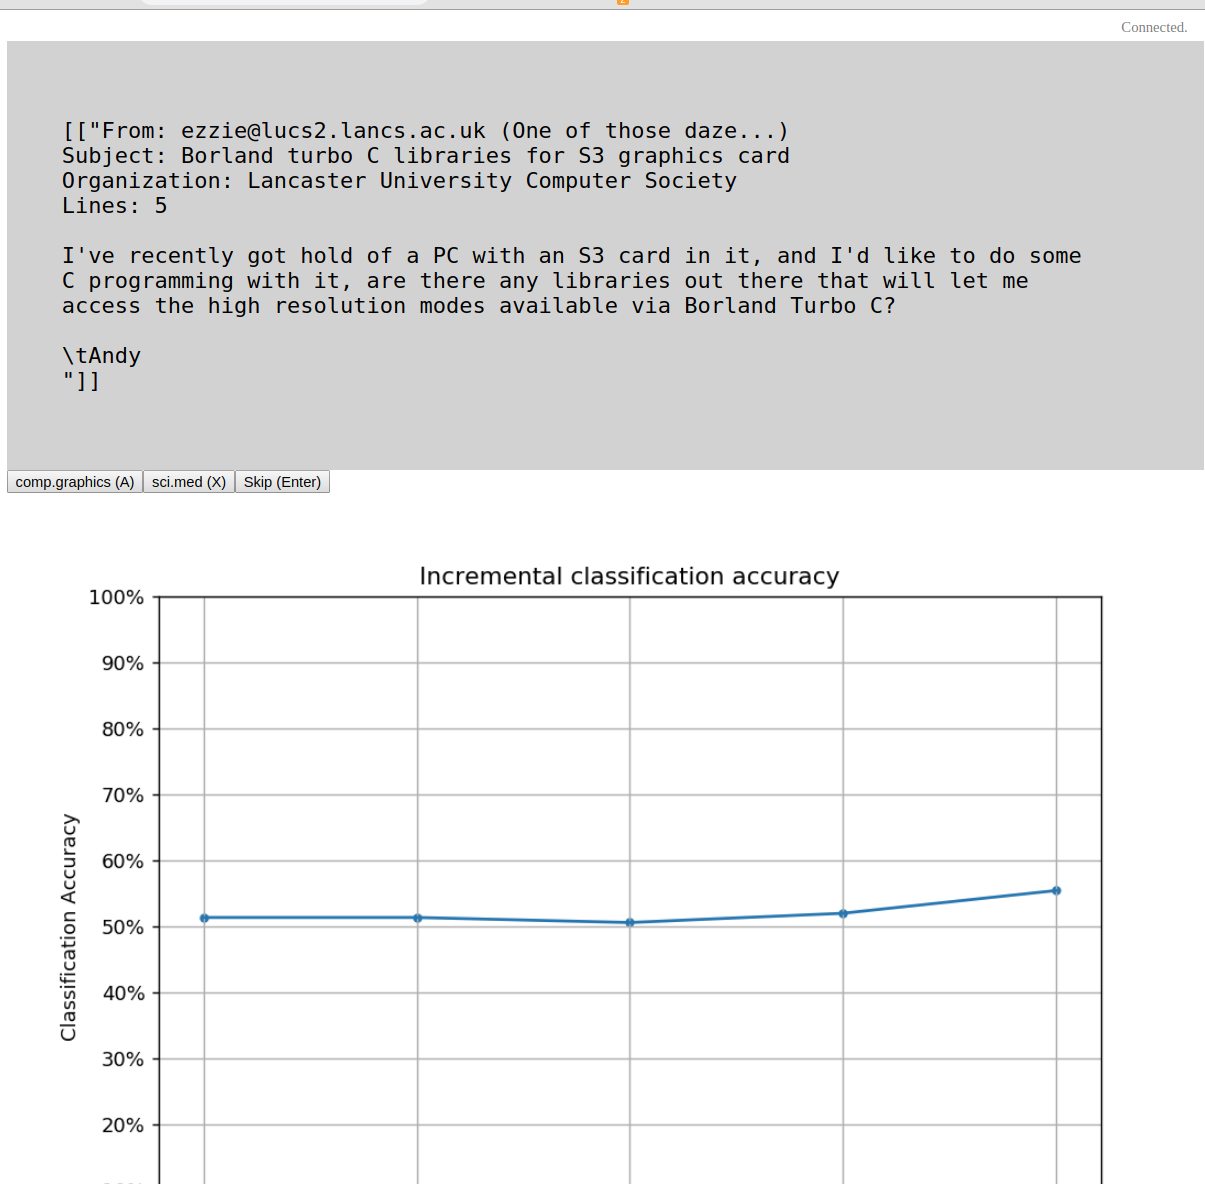 Connected.
[["From: ezzie@lucs2.lancs.ac.uk (One of those daze...)
Subject: Borland turbo C libraries for S3 graphics card
Organization: Lancaster University Computer Society
Lines: 5
I've recently got hold of a PC with an S3 card in it, and I'd like to do some
C programming with it, are there any libraries out there that will let me
access the high resolution modes available via Borland Turbo C?
\tAndy
"]]
comp.graphics (A) sci.med (X) Skip (Enter)
Incremental classification accuracy
100%
90%
80%
70%
60%
50%
40%
30%
20%
Classification Accuracy